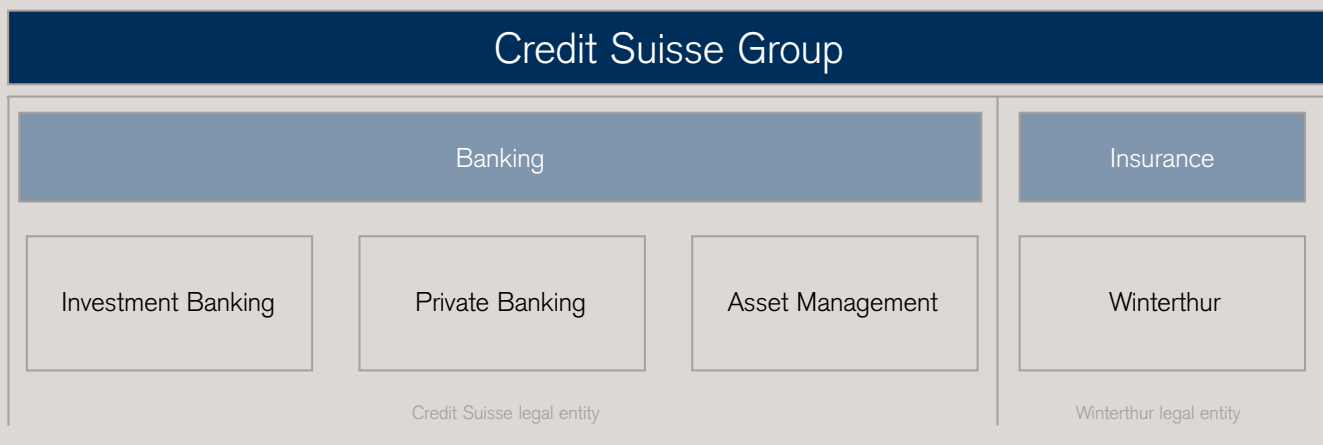 Credit Suisse Group
Banking
Insurance
Investment Banking
Private Banking
Asset Management
Winterthur
Credit Suisse legal entity
Winterthur legal entity